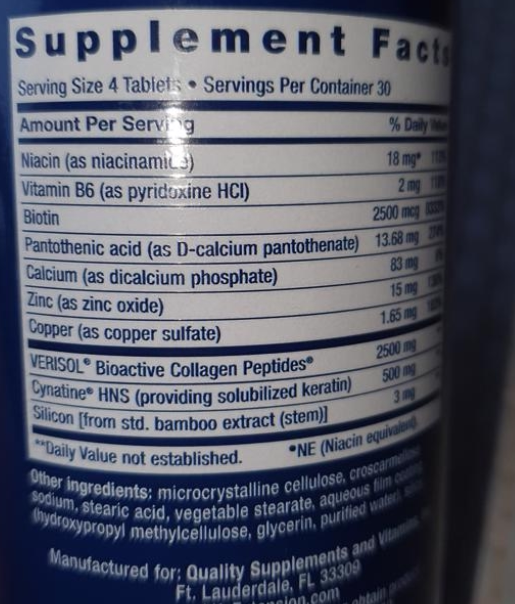 Supplement Facts
Serving Size 4 Tablets • Servings Per Container 30
Amount Per Serving % Daily
Niacin (as niacinamide) 18 mg*
Vitamin B6 (as pyridoxine HCl) 2 mg
Biotin 2500 mcg
Pantothenic acid (as D-calcium pantothenate) 13.68 mg
Calcium (as dicalcium phosphate) 83 mg
Zinc (as zinc oxide) 15 mg
Copper (as copper sulfate) 1.65 mg
VERISOL® Bioactive Collagen Peptides® 2500 mg
Cynatine® HNS (providing solubilized keratin) 500 mg
Silicon [from std. bamboo extract (stem)] 3 mg
**Daily Value not established. *NE (Niacin equivalent)
Other ingredients: microcrystalline cellulose,
sodium, stearic acid, vegetable stearate, aqueous film
(hydroxypropyl methylcellulose, glycerin, purified water),
Manufactured for: Quality Supplements and
Ft. Lauderdale, FL 33309